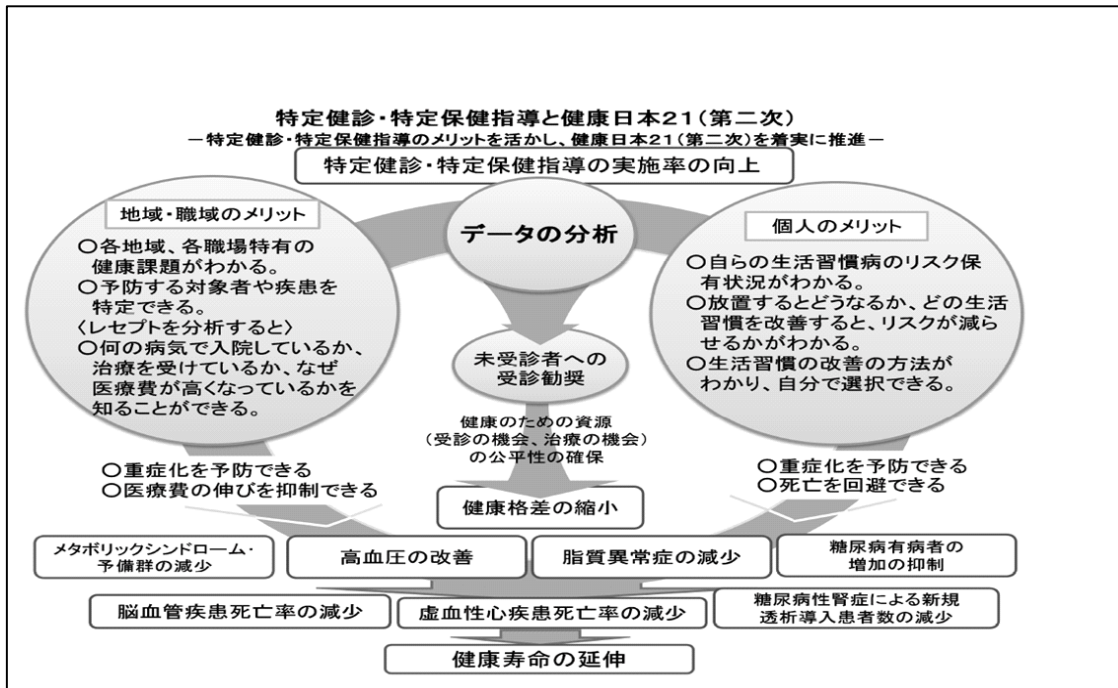 特定健診・特定保健指導と健康日本21(第二次)
－特定健診・特定保健指導のメリットを活かし、健康日本21(第二次)を着実に推進－
特定健診・特定保健指導の実施率の向上
地域・職域のメリット
○各地域、各職場特有の
健康課題がわかる。
○予防する対象者や疾患を
特定できる。
〈レセプトを分析すると〉
○何の病気で入院しているか、
治療を受けているか、なぜ
医療費が高くなっているかを
知ることができる。
データの分析
個人のメリット
○自らの生活習慣病のリスク保
有状況がわかる。
○放置するとどうなるか、どの生活
習慣を改善すると、リスクが減ら
せるかがわかる。
○生活習慣の改善の方法が
わかり、自分で選択できる。
未受診者への
受診勧奨
健康のための資源
(受診の機会、治療の機会)
の公平性の確保
○重症化を予防できる
○医療費の伸びを抑制できる
○重症化を予防できる
○死亡を回避できる
健康格差の縮小
メタボリックシンドローム・
予備群の減少
高血圧の改善
脂質異常症の減少
糖尿病有病者の
増加の抑制
脳血管疾患死亡率の減少
虚血性心疾患死亡率の減少
糖尿病性腎症による新規
透析導入患者数の減少
健康寿命の延伸